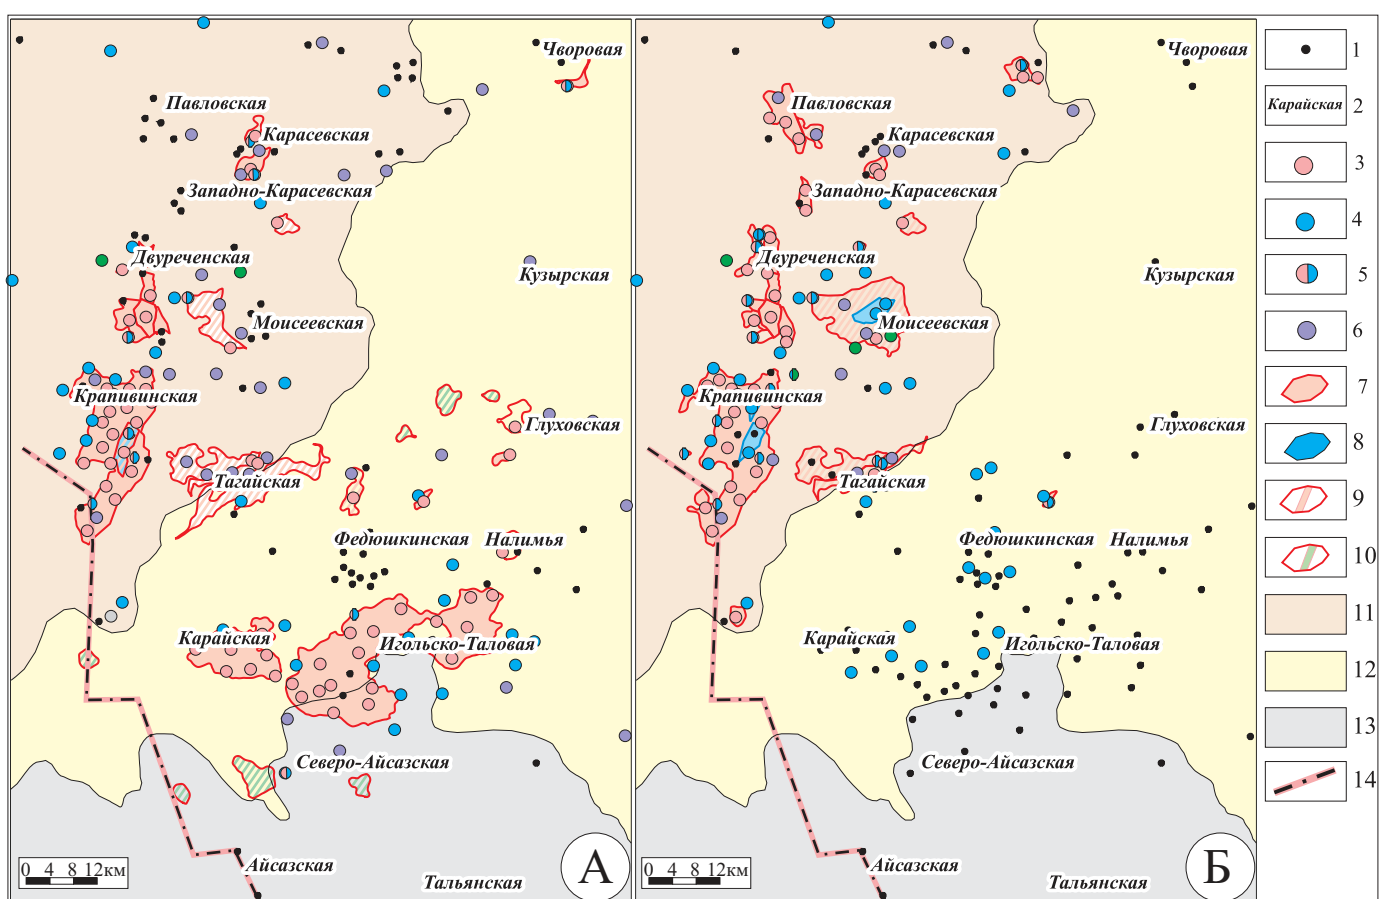 Чворовая
Павловская
Карасевская
Западно-Карасевская
Двуреченская
Кузырская
Моисеевская
Крапивинская
Глуховская
Тагайская
Федюшкинская
Налимья
Карайская
Игольско-Таловая
Северо-Айсазская
Айсазская
Тальянская
0 4 8 12км
А
Чворовая
Павловская
Карасевская
Западно-Карасевская
Двуреченская
Кузырская
Моисеевская
Крапивинская
Глуховская
Тагайская
Федюшкинская
Налимья
Карайская
Игольско-Таловая
Северо-Айсазская
Айсазская
Тальянская
0 4 8 12км
Б
1
Карайская 2
3
4
5
6
7
8
9
10
11
12
13
14